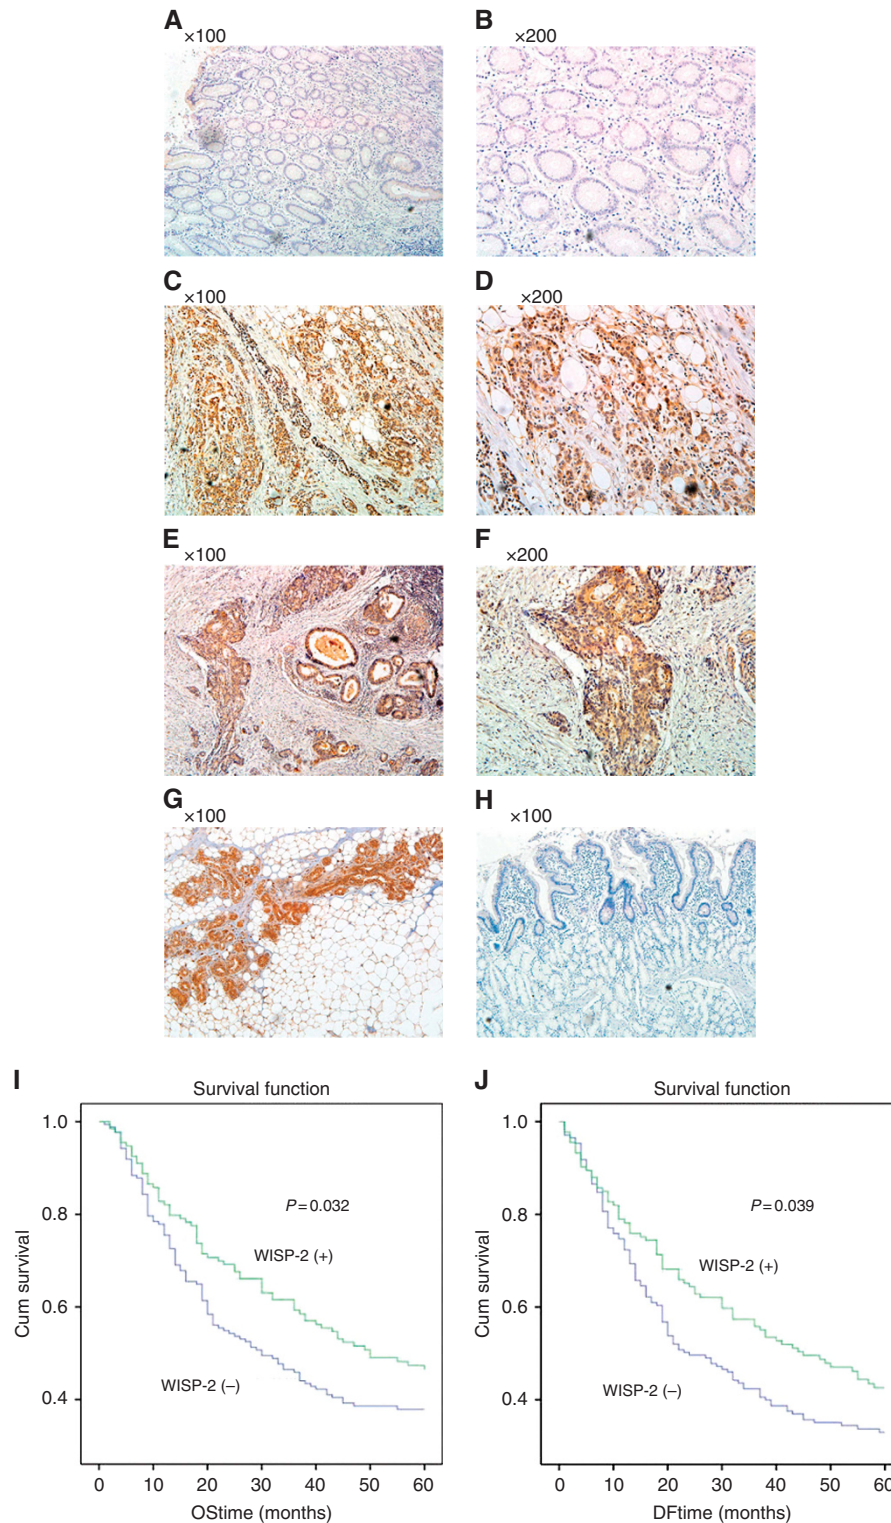 A
×100
B
×200
C
×100
D
×200
E
×100
F
×200
G
×100
H
×100
I
Survival function
1.0
0.8
0.6
0.4
Cum survival
P=0.032
WISP-2 (+)
WISP-2 (–)
0 10 20 30 40 50 60
OStime (months)
J
Survival function
1.0
0.8
0.6
0.4
Cum survival
P=0.039
WISP-2 (+)
WISP-2 (–)
0 10 20 30 40 50 60
DFtime (months)